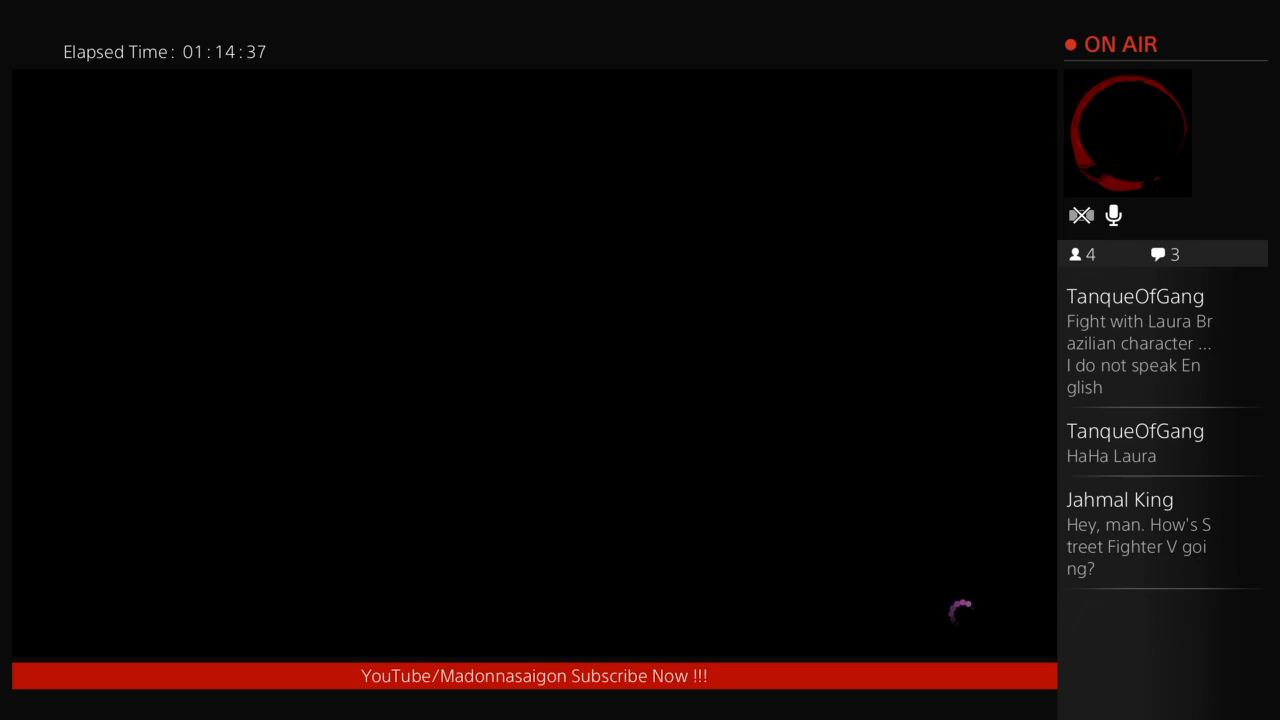 Elapsed Time: 01:14:37
ON AIR
4 3
TanqueOfGang
Fight with Laura Br
azilian character ...
I do not speak En
glish
TanqueOfGang
HaHa Laura
Jahmal King
Hey, man. How's S
treet Fighter V goi
ng?
YouTube/Madonnasaigon Subscribe Now !!!